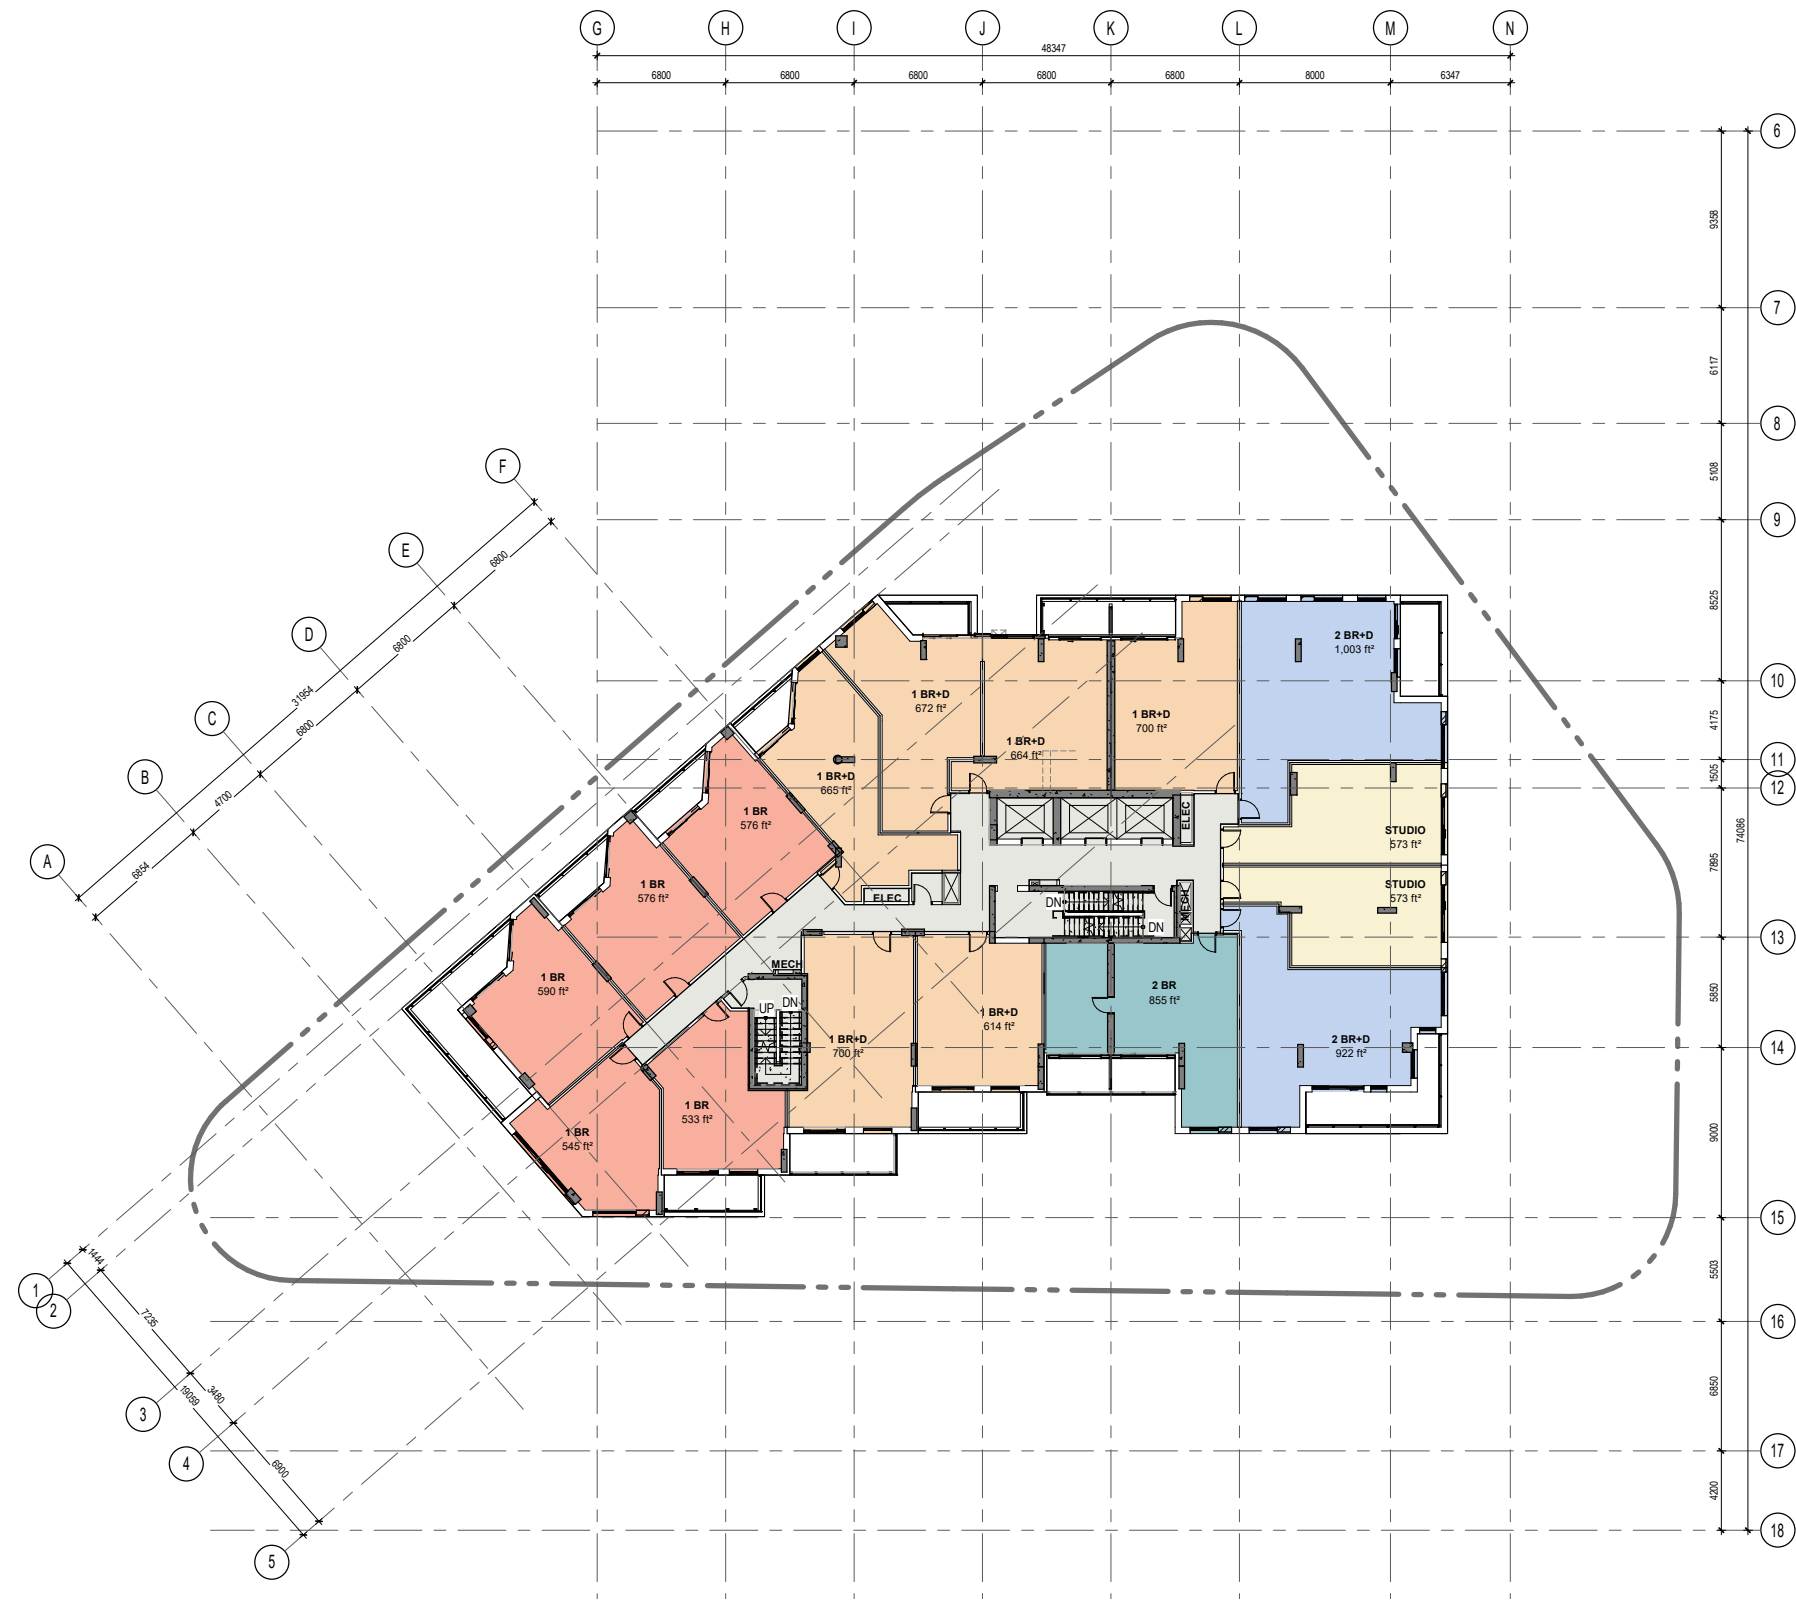 G H I J K L M N
48347
6800 6800 6800 6800 6800 8000 6347
6
9358
7
6117
8
5108
9
8525
10
4175
11
1505
12
7895
74086
13
5850
14
9000
15
5503
16
6850
17
4200
18
F
E
D
C
B
A
6800
6800
31954
6800
4700
6854
2 BR+D
1,003 ft²
1 BR+D
672 ft²
1 BR+D
700 ft²
1 BR+D
664 ft²
1 BR+D
665 ft²
1 BR
576 ft²
ELEC
STUDIO
573 ft²
1 BR
576 ft²
STUDIO
573 ft²
ELEC
DN
MECH
DN
MECH
1 BR
590 ft²
2 BR
855 ft²
UP DN
1 BR+D
614 ft²
1 BR+D
700 ft²
2 BR+D
922 ft²
1 BR
533 ft²
1 BR
545 ft²
1
2
1444
7235
3
3480
19059
4
6900
5